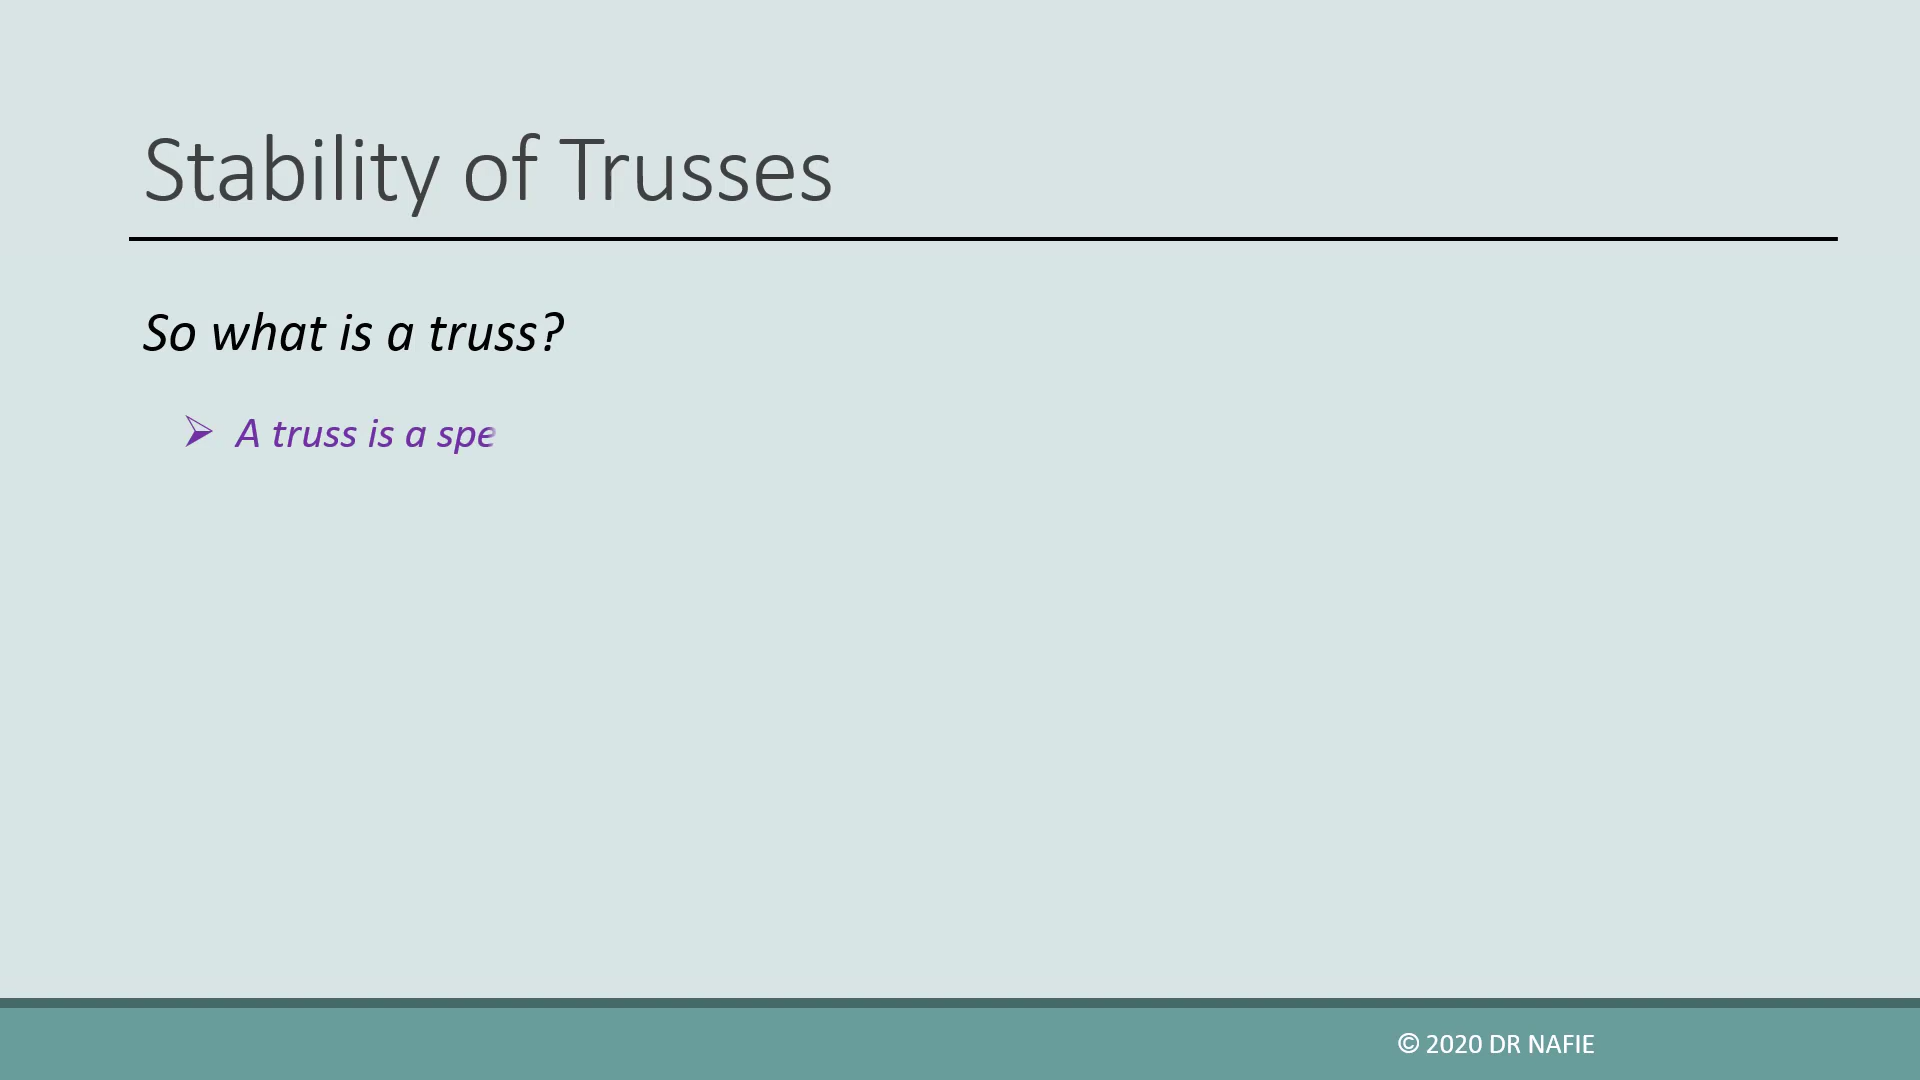 Stability of Trusses
So what is a truss?
➢ A truss is a spe
© 2020 DR NAFIE